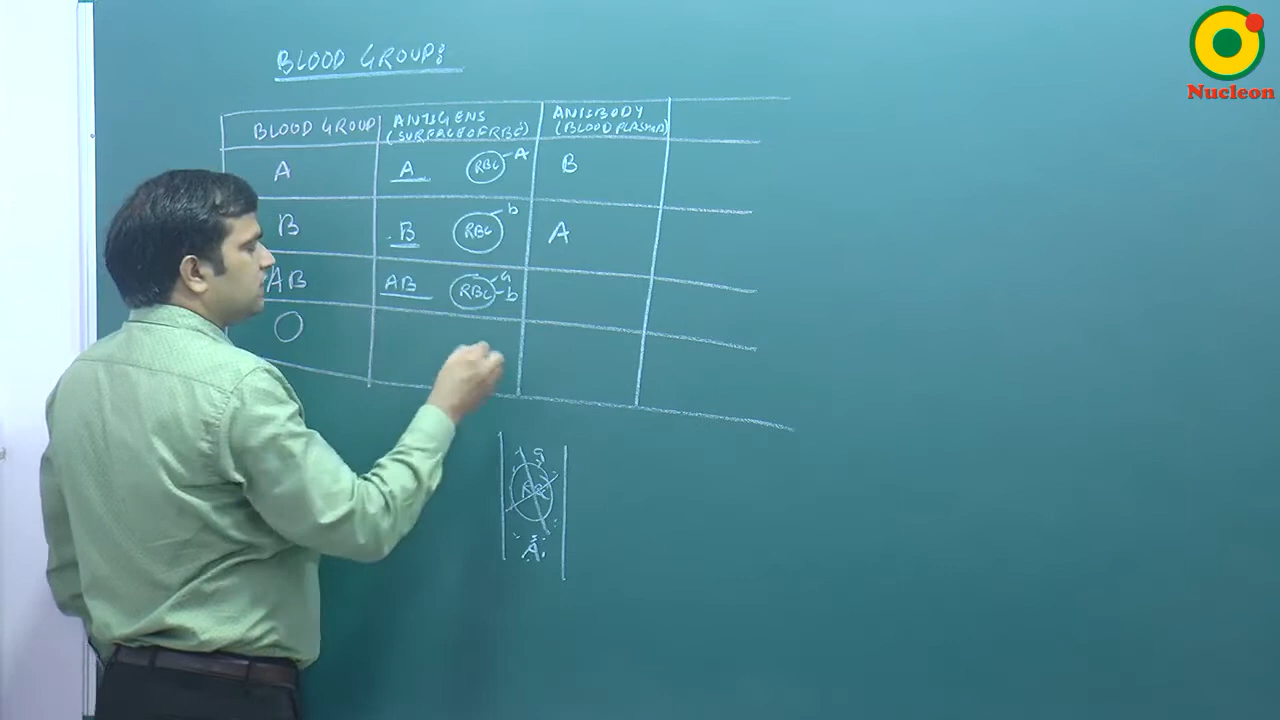 Nucleon
BLOOD GROUP:
BLOOD GROUP ANTIGENS (SURFACE OF RBC) ANTIBODY (BLOOD PLASMA)
A A RBC A B
B B RBC b A
AB AB RBC a b
O
RBC
A